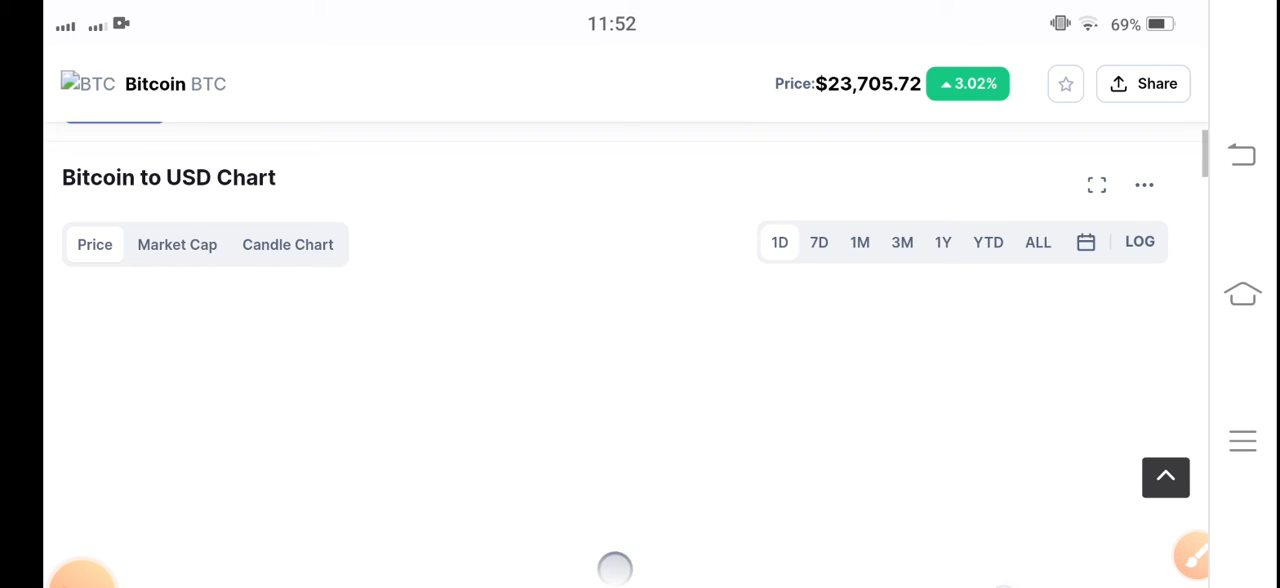 11:52
69%
BTC Bitcoin BTC
Price:$23,705.72 3.02%
Share
Bitcoin to USD Chart
Price Market Cap Candle Chart
1D 7D 1M 3M 1Y YTD ALL LOG